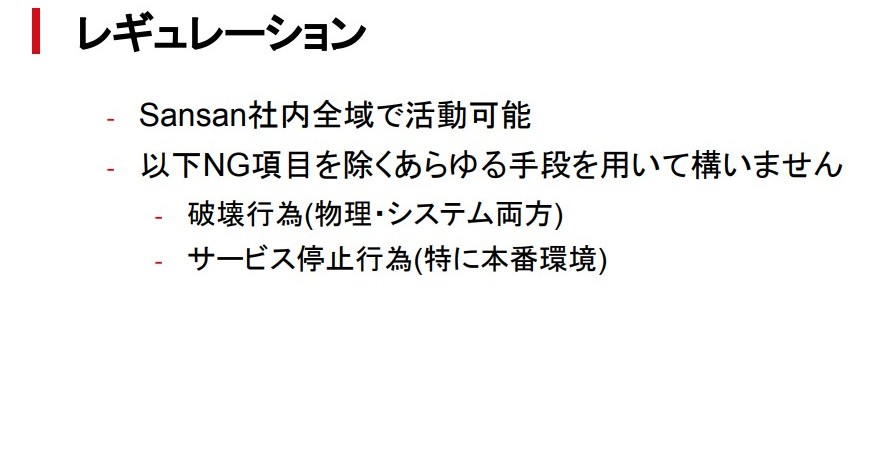 レギュレーション
- Sansan社内全域で活動可能
- 以下NG項目を除くあらゆる手段を用いて構いません
- 破壊行為(物理・システム両方)
- サービス停止行為(特に本番環境)